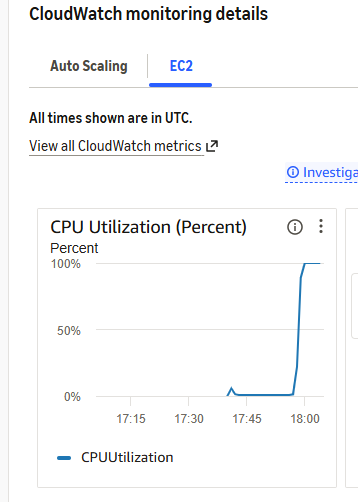 CloudWatch monitoring details
Auto Scaling
EC2
All times shown are in UTC.
View all CloudWatch metrics
Investiga
CPU Utilization (Percent)
Percent
100%
50%
0%
17:15 17:30 17:45 18:00
CPUUtilization